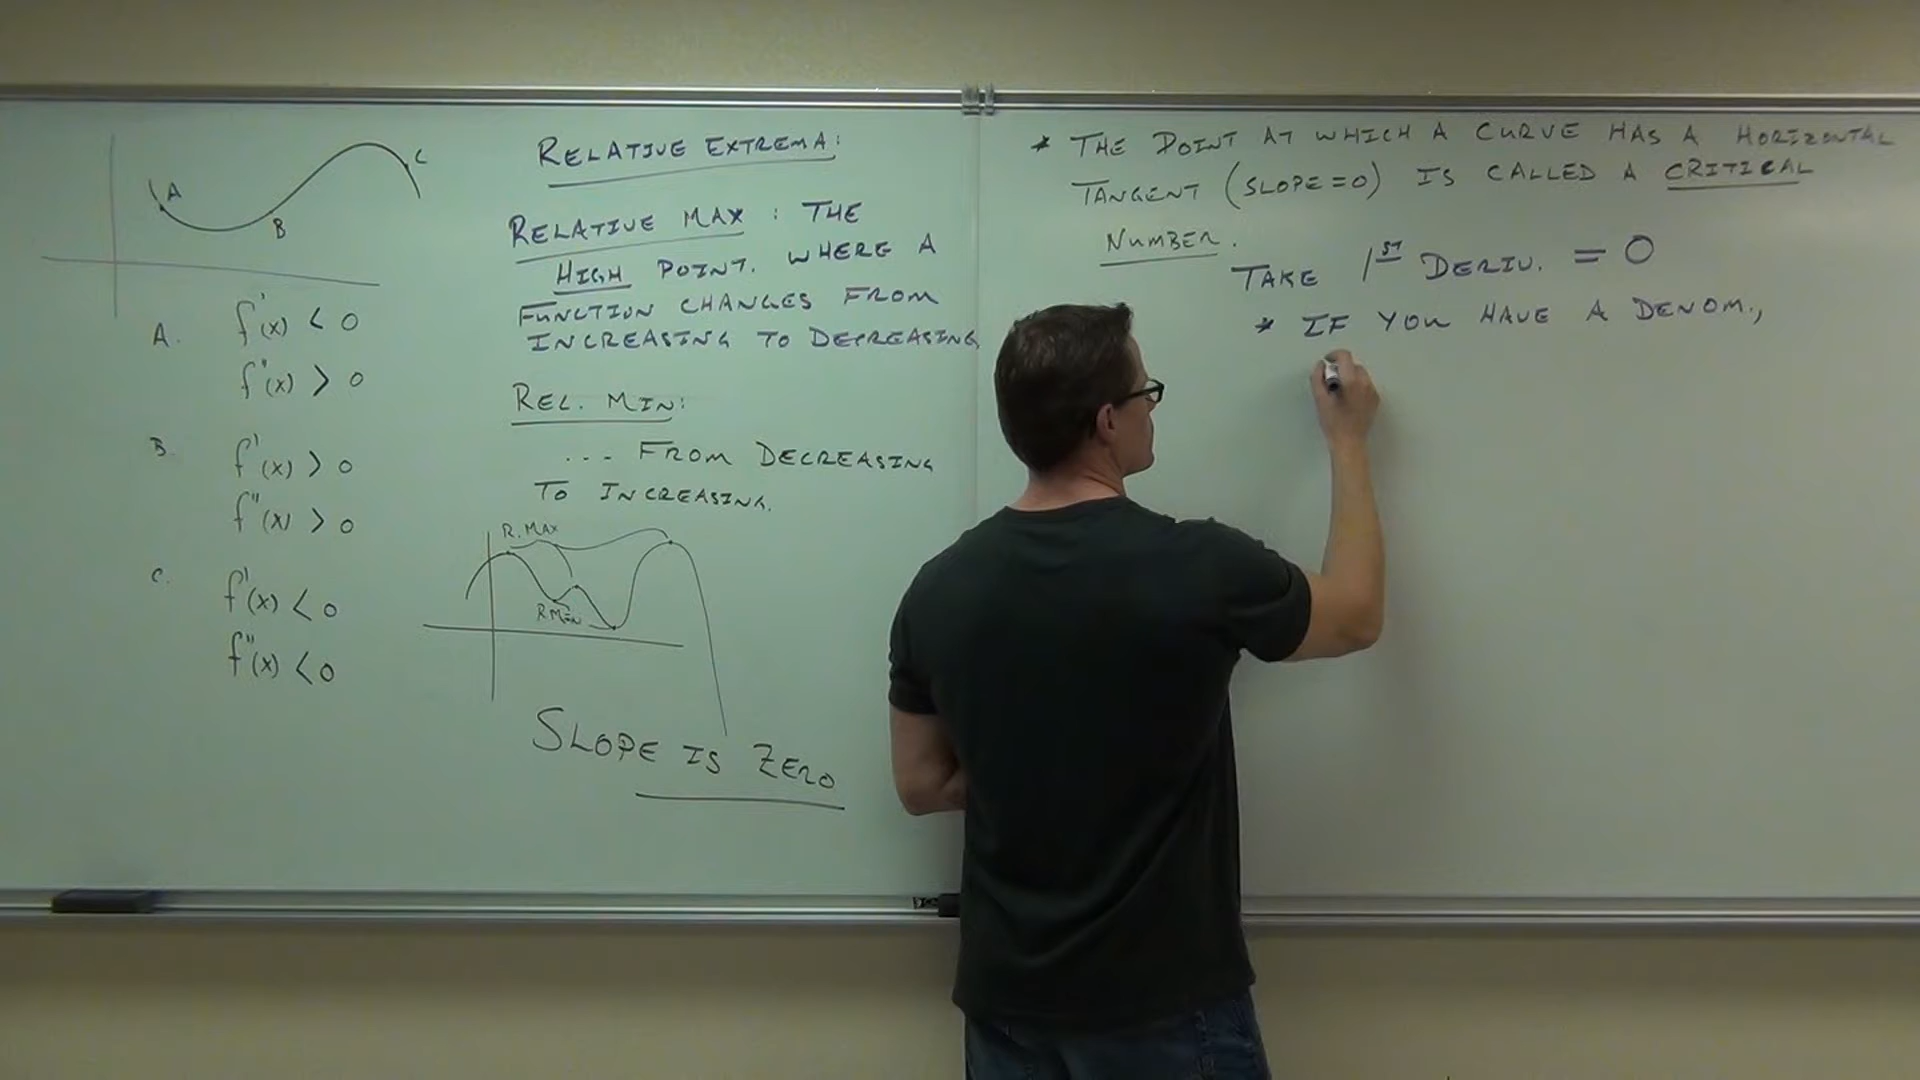 A
B
C
A. f'(x) < 0
f''(x) > 0
B. f'(x) > 0
f''(x) > 0
C. f'(x) < 0
f''(x) < 0
RELATIVE EXTREMA:
RELATIVE MAX : THE
HIGH POINT. WHERE A
FUNCTION CHANGES FROM
INCREASING TO DECREASING
REL. MIN:
... FROM DECREASING
TO INCREASING.
R. MAX
R MIN
SLOPE IS ZERO
* THE POINT AT WHICH A CURVE HAS A HORIZONTAL
TANGENT (SLOPE=0) IS CALLED A CRITICAL
NUMBER.
TAKE 1ST DERIV. = 0
* IF YOU HAVE A DENOM.,